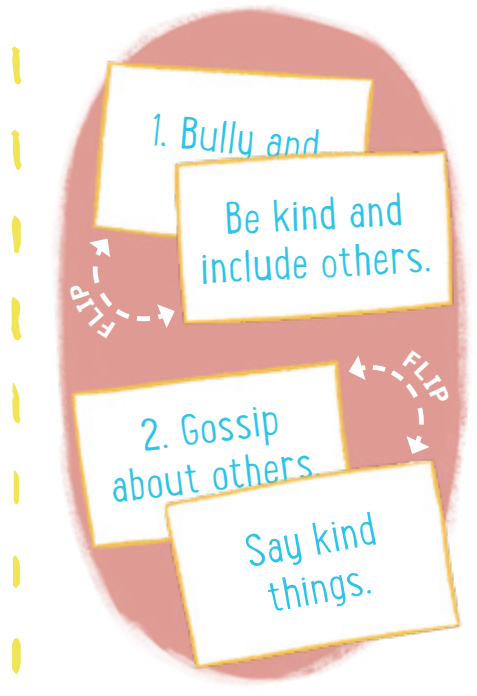 1. Bully and
Be kind and
include others.
FLIP
FLIP
2. Gossip
about others.
Say kind
things.